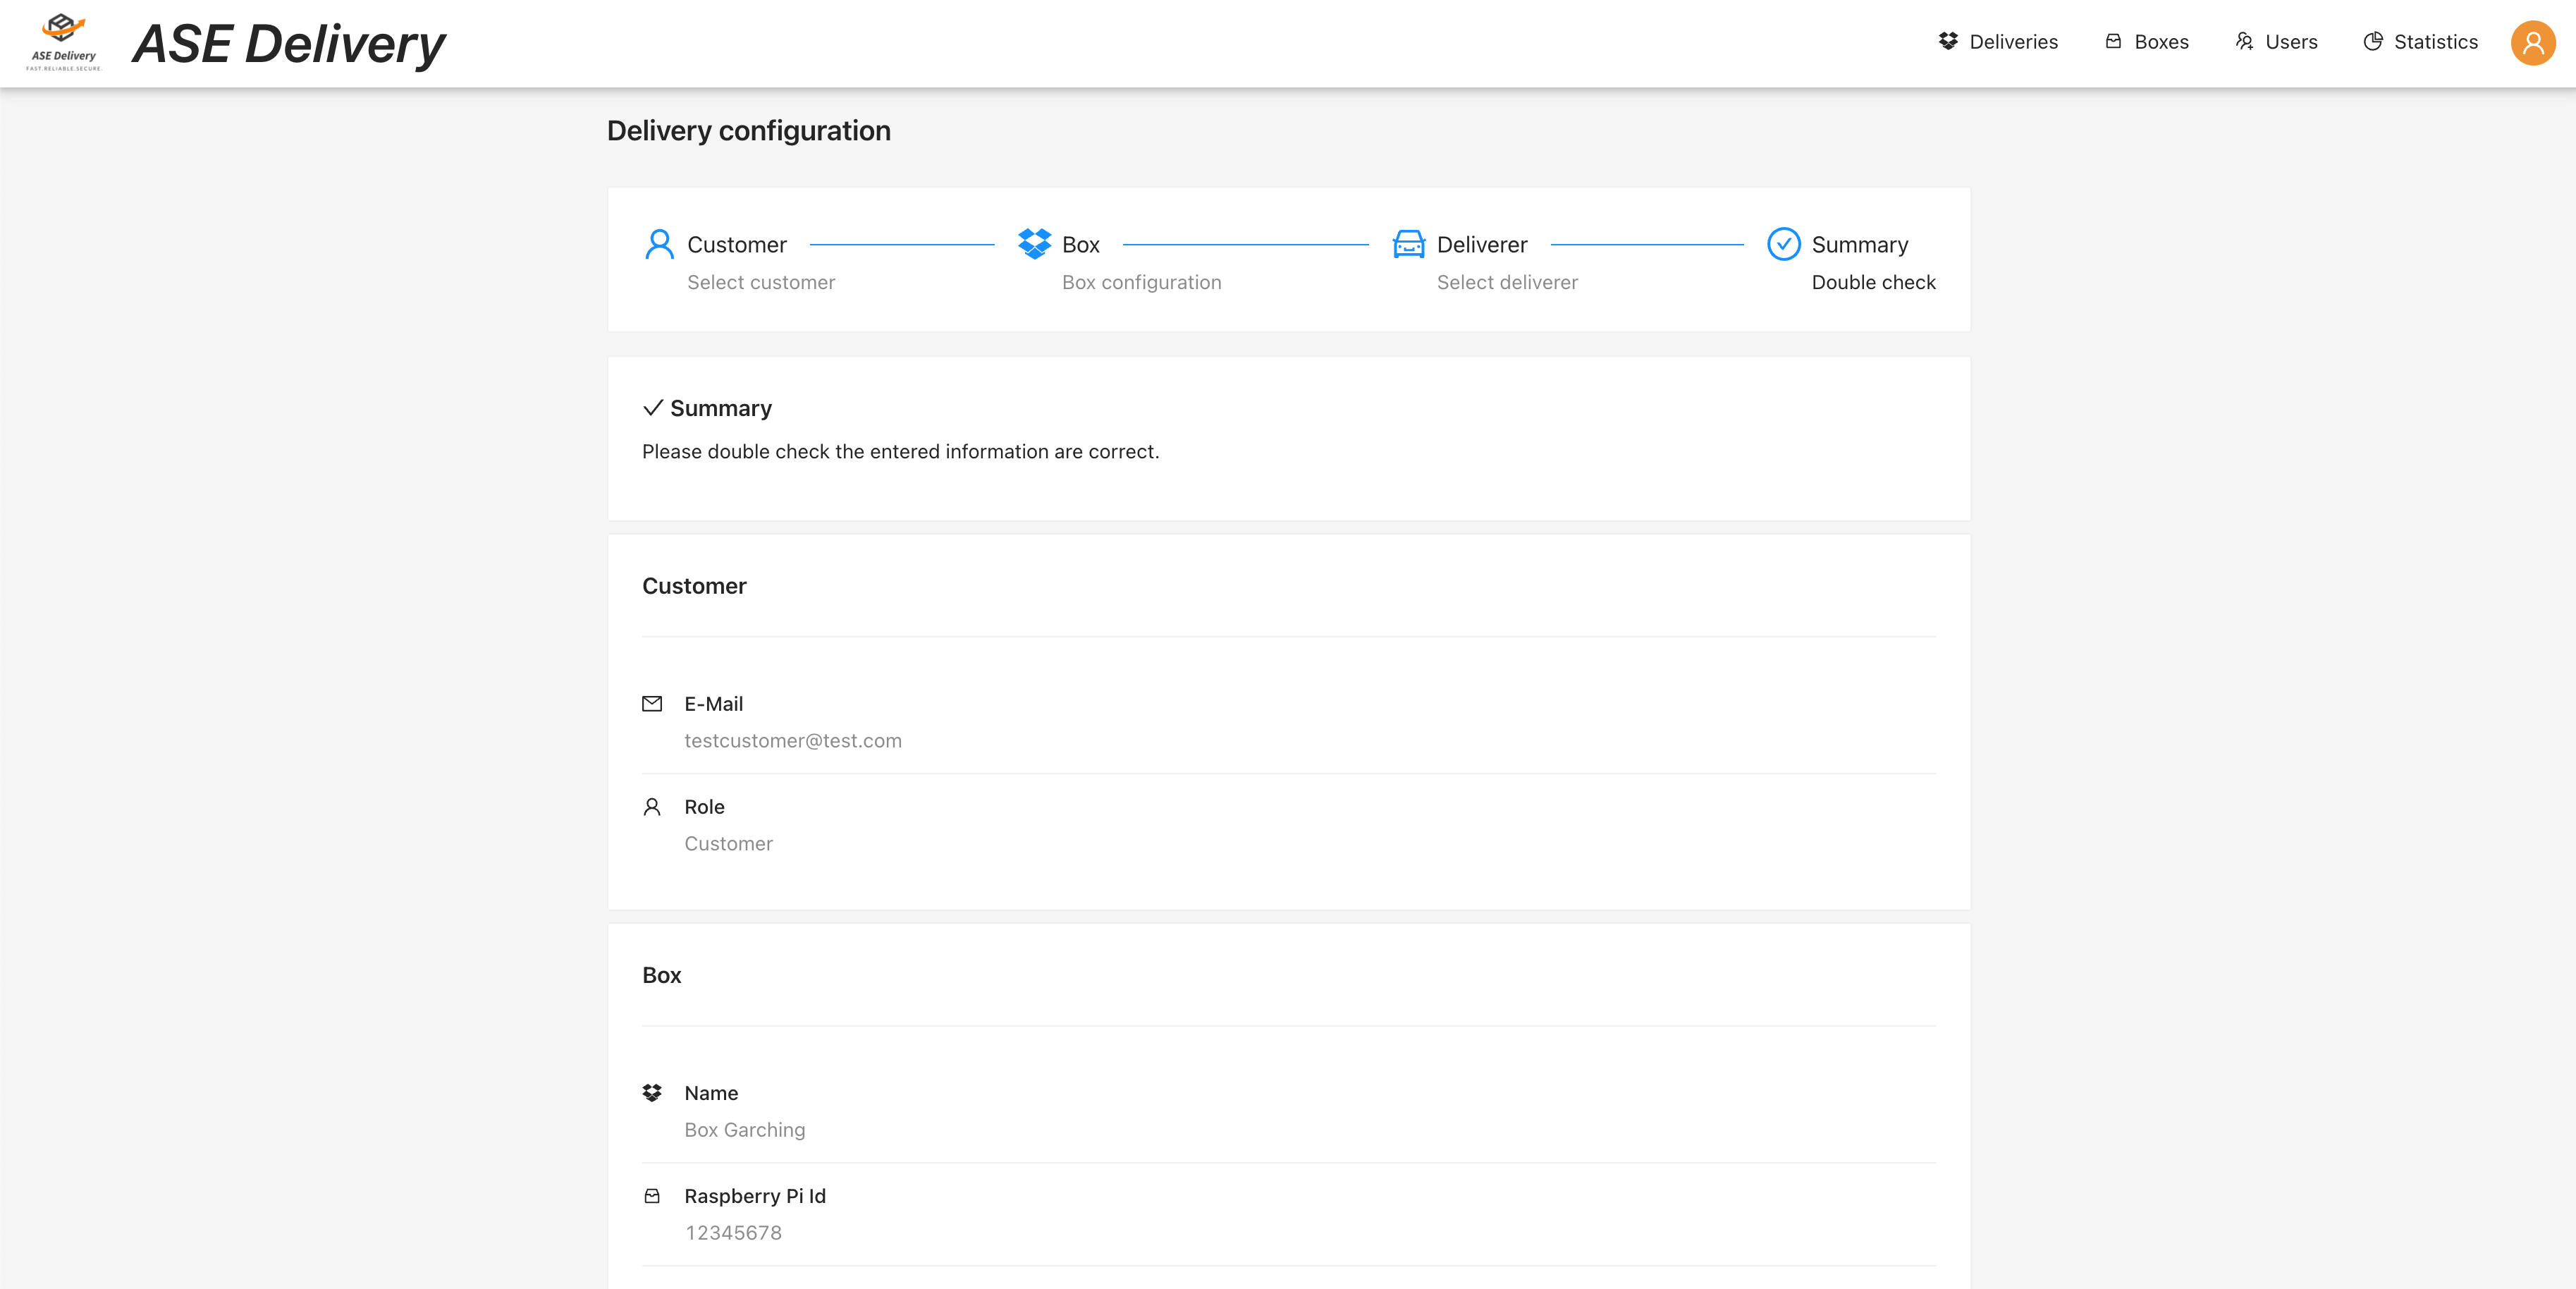 ASE Delivery
FAST.RELIABLE.SECURE.
ASE Delivery
Deliveries
Boxes
Users
Statistics
Delivery configuration
Customer
Select customer
Box
Box configuration
Deliverer
Select deliverer
Summary
Double check
Summary
Please double check the entered information are correct.
Customer
E-Mail
testcustomer@test.com
Role
Customer
Box
Name
Box Garching
Raspberry Pi Id
12345678